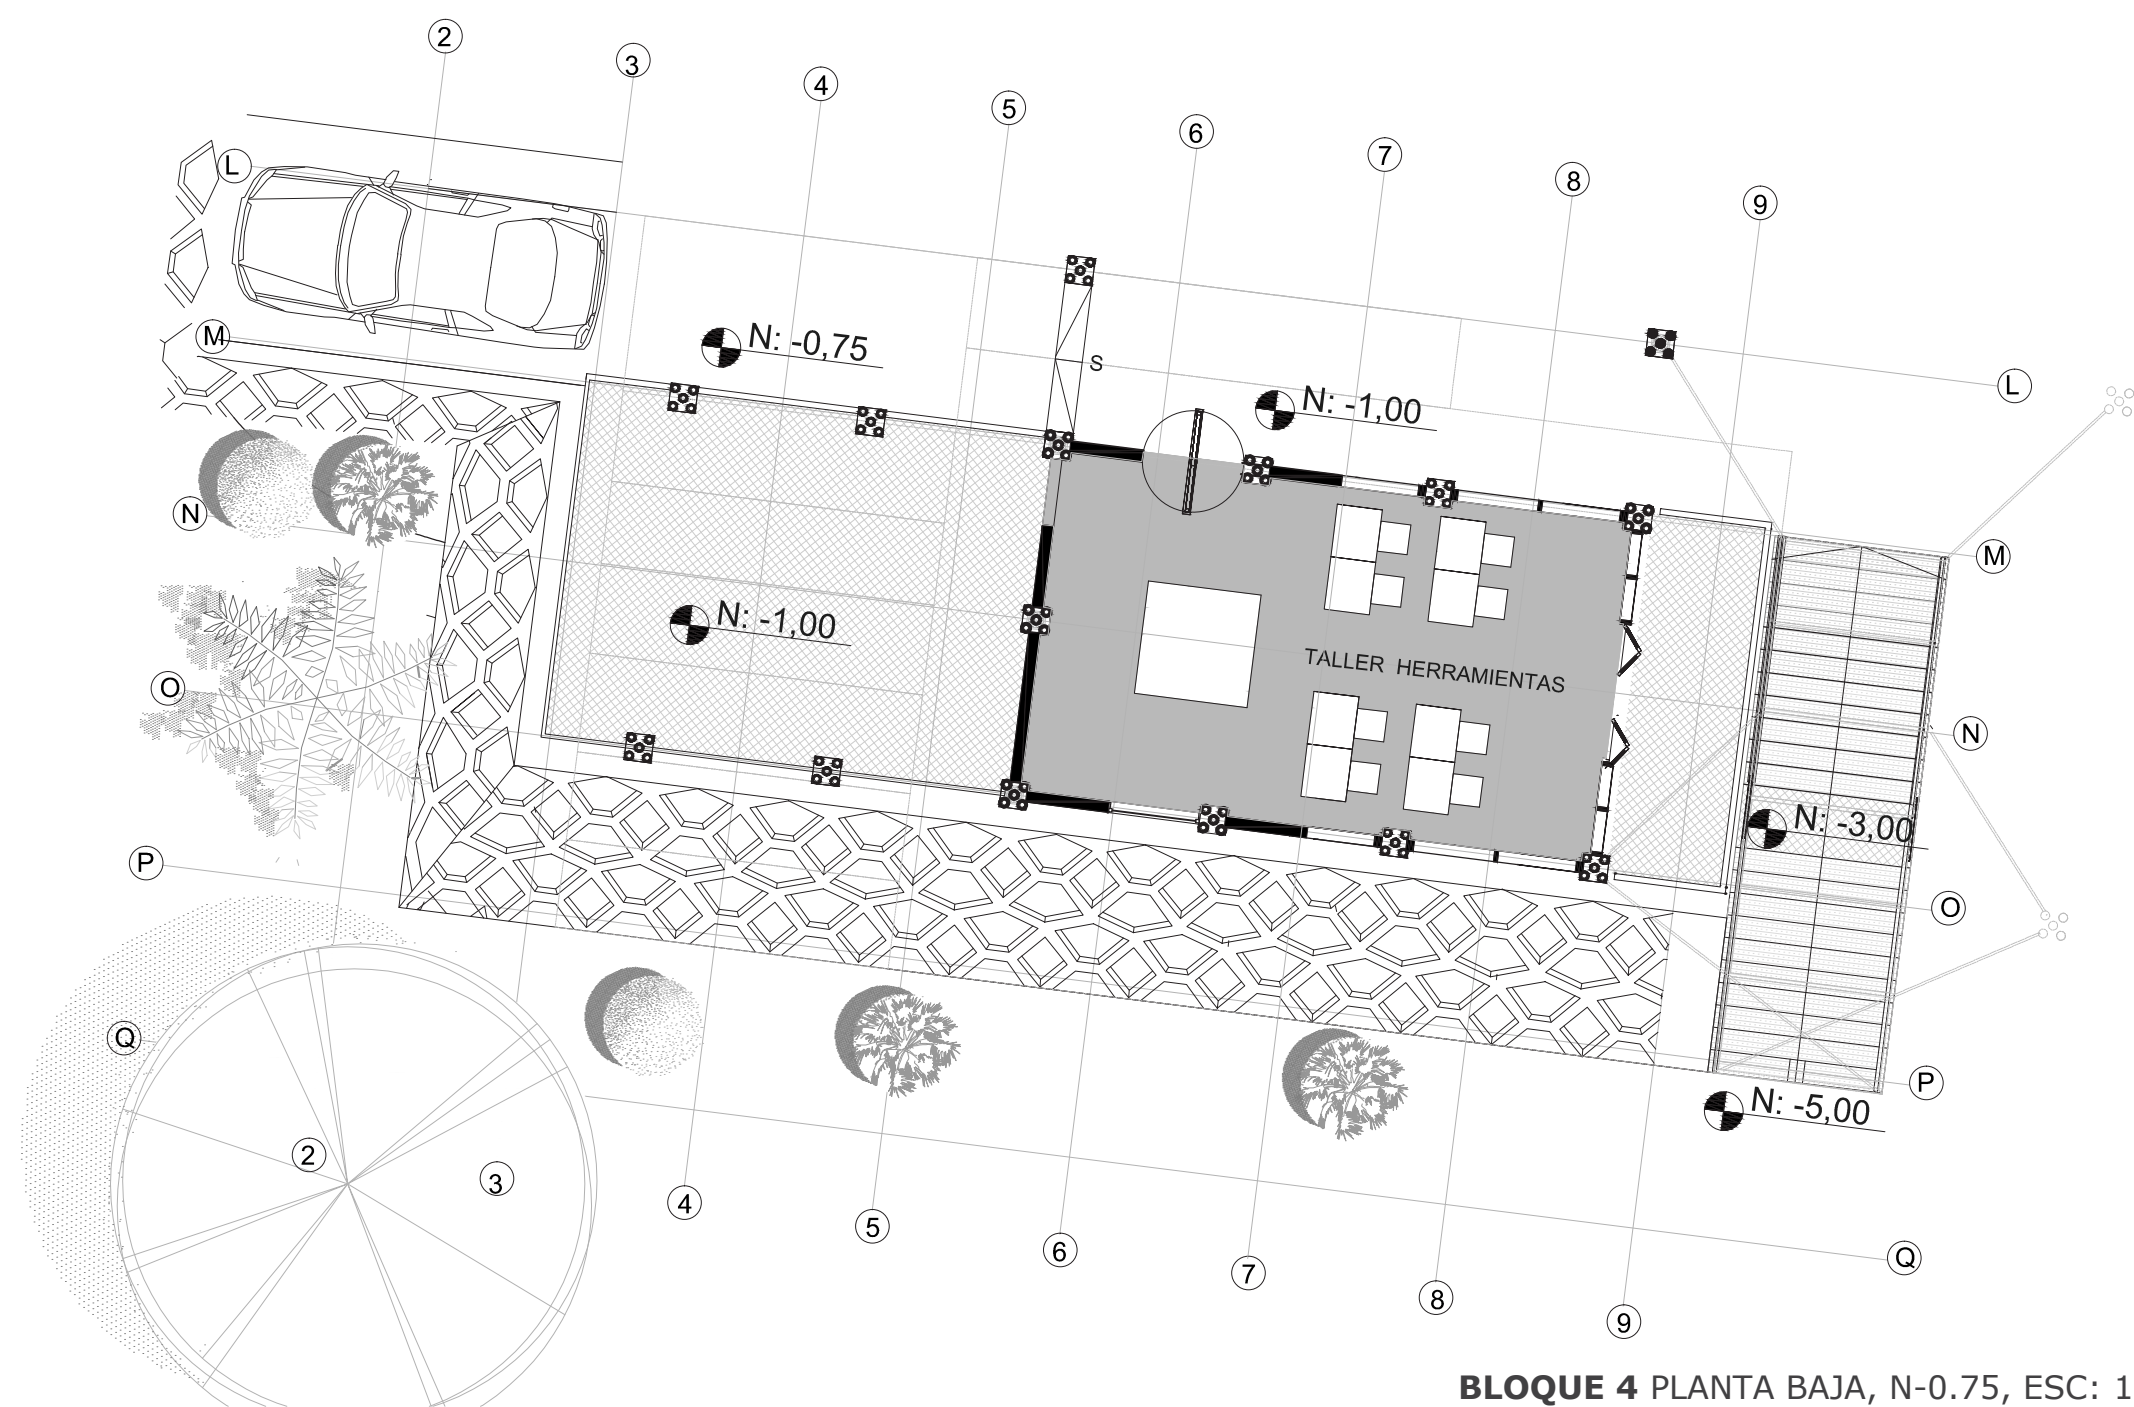 2
3
4
5
6
7
8
9
L
M
N: -0,75
S
N: -1,00
L
N
M
N: -1,00
TALLER HERRAMIENTAS
O
N
N: -3,00
P
O
Q
P
N: -5,00
2
3
4
5
6
7
8
9
Q
BLOQUE 4 PLANTA BAJA, N-0.75, ESC: 1